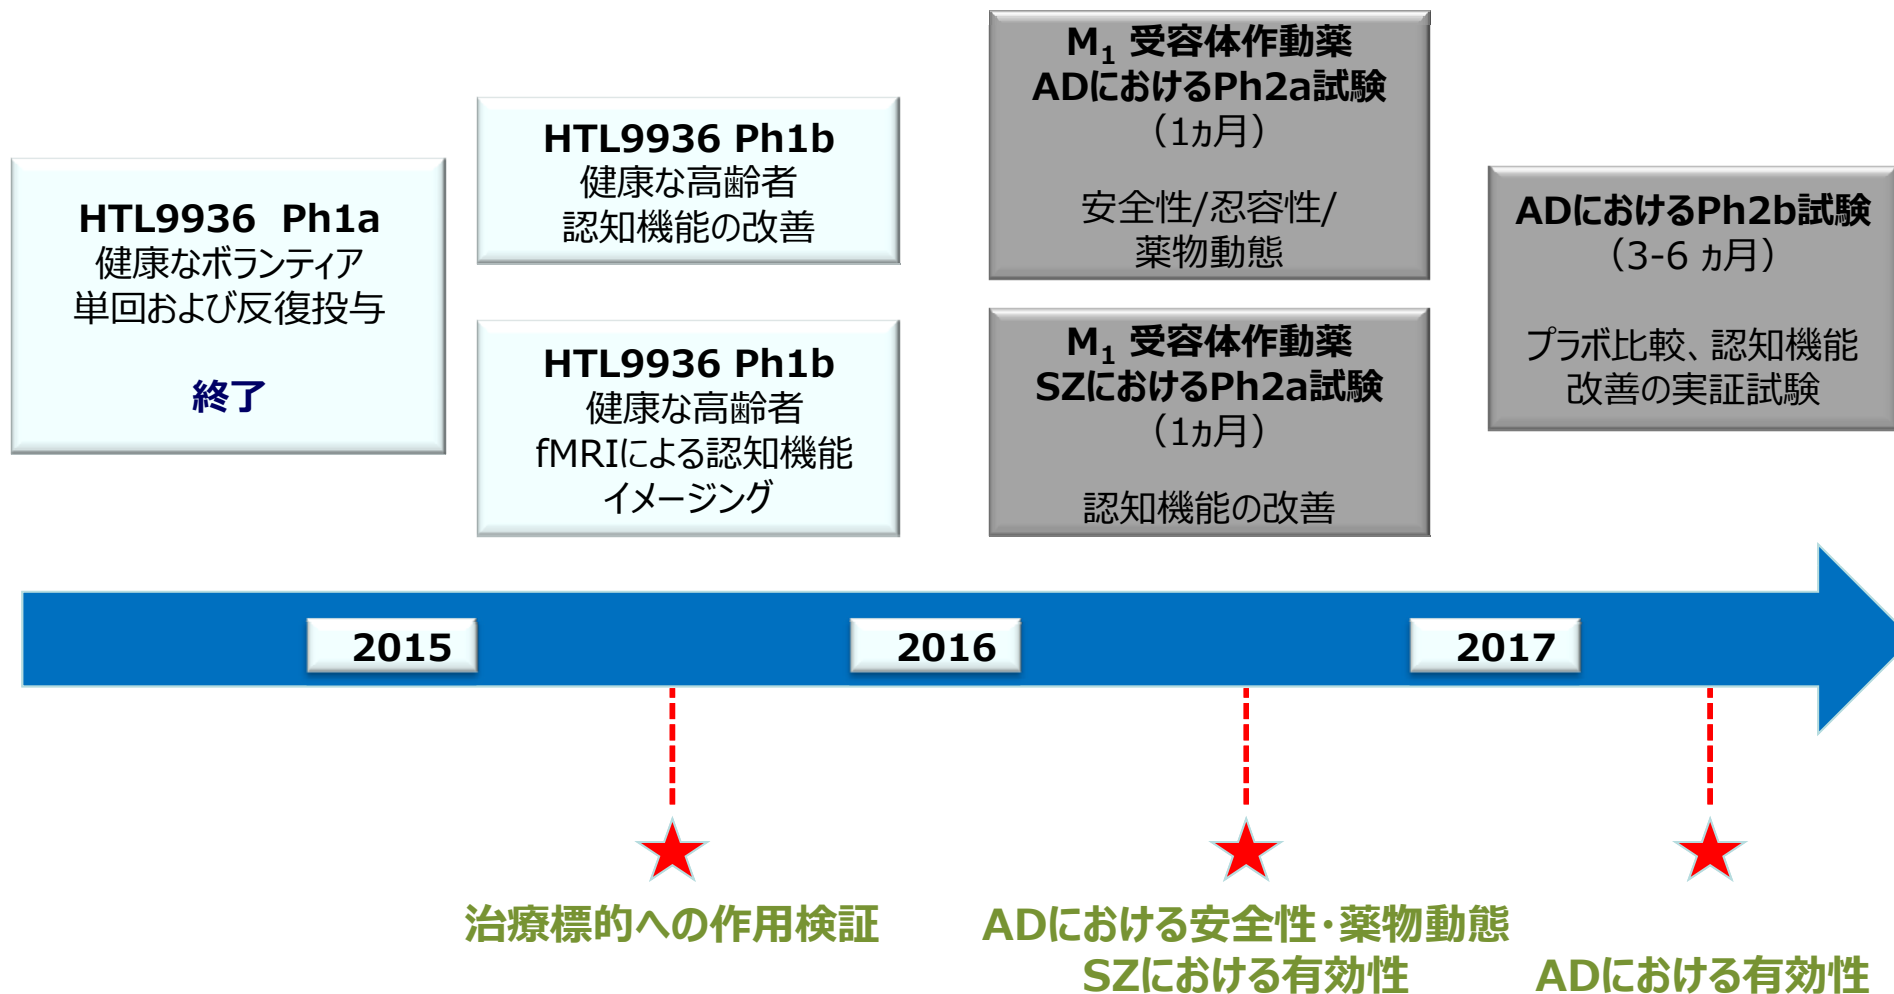 HTL9936 Ph1a
健康なボランティア
単回および反復投与
終了
HTL9936 Ph1b
健康な高齢者
認知機能の改善
HTL9936 Ph1b
健康な高齢者
fMRIによる認知機能
イメージング
M1 受容体作動薬
ADにおけるPh2a試験
（1ヵ月）
安全性/忍容性/
薬物動態
M1 受容体作動薬
SZにおけるPh2a試験
（1ヵ月）
認知機能の改善
ADにおけるPh2b試験
（3-6 ヵ月）
プラボ比較、認知機能
改善の実証試験
2015
2016
2017
治療標的への作用検証
ADにおける安全性・薬物動態
SZにおける有効性
ADにおける有効性